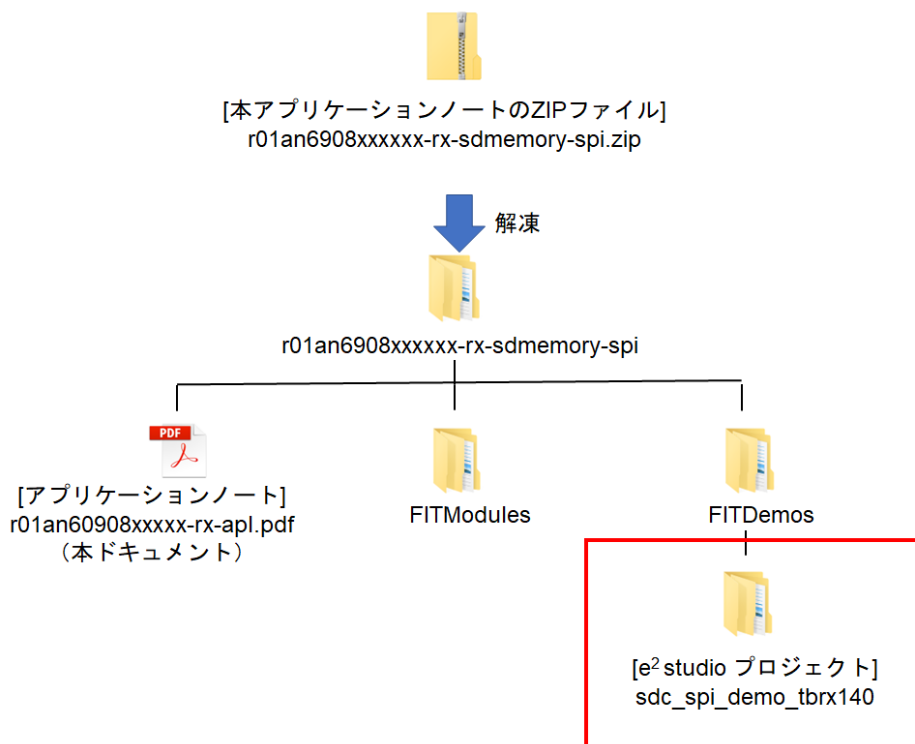 [本アプリケーションノートのZIPファイル]
r01an6908xxxxxx-rx-sdmemory-spi.zip
解凍
r01an6908xxxxxx-rx-sdmemory-spi
PDF
[アプリケーションノート]
r01an60908xxxxx-rx-apl.pdf
（本ドキュメント）
FITModules
FITDemos
[e² studio プロジェクト]
sdc_spi_demo_tbrx140